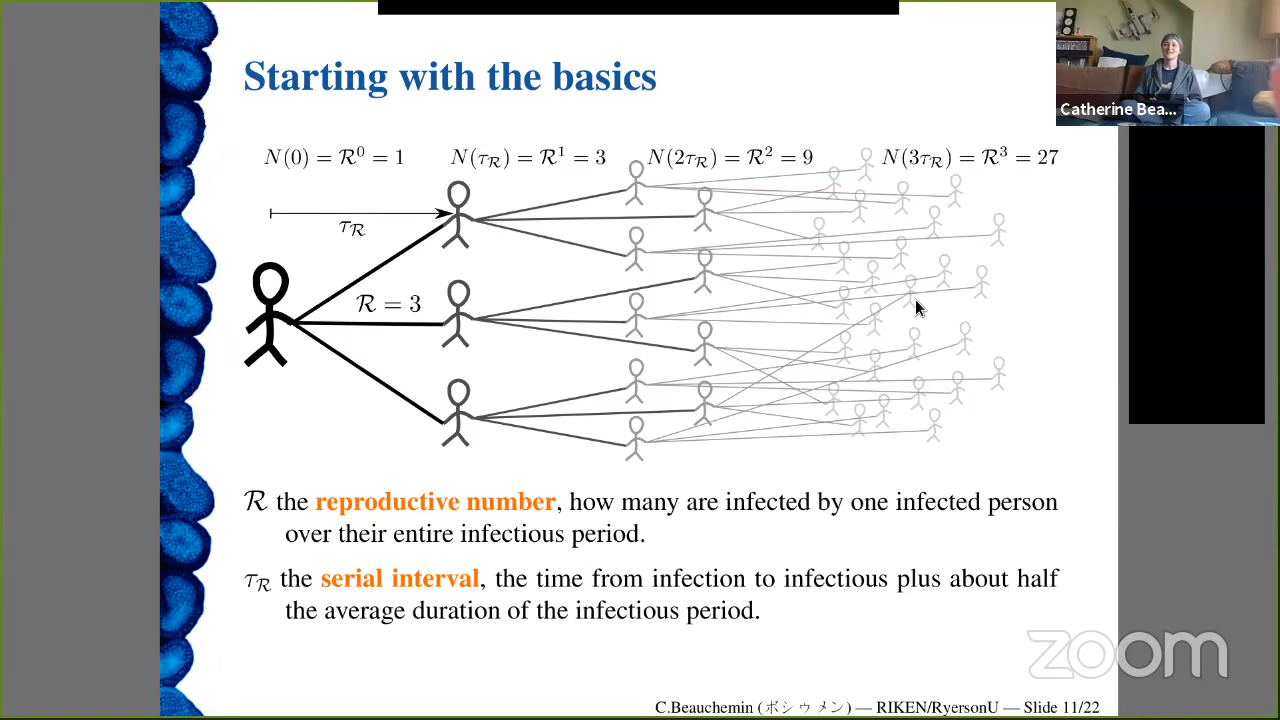 Starting with the basics
Catherine Bea...
N(0) = R⁰ = 1
N(τ_R) = R¹ = 3
N(2τ_R) = R² = 9
N(3τ_R) = R³ = 27
τ_R
R = 3
R the reproductive number, how many are infected by one infected person
over their entire infectious period.
τ_R the serial interval, the time from infection to infectious plus about half
the average duration of the infectious period.
zoom
C.Beauchemin (ボシゥメン) — RIKEN/RyersonU — Slide 11/22